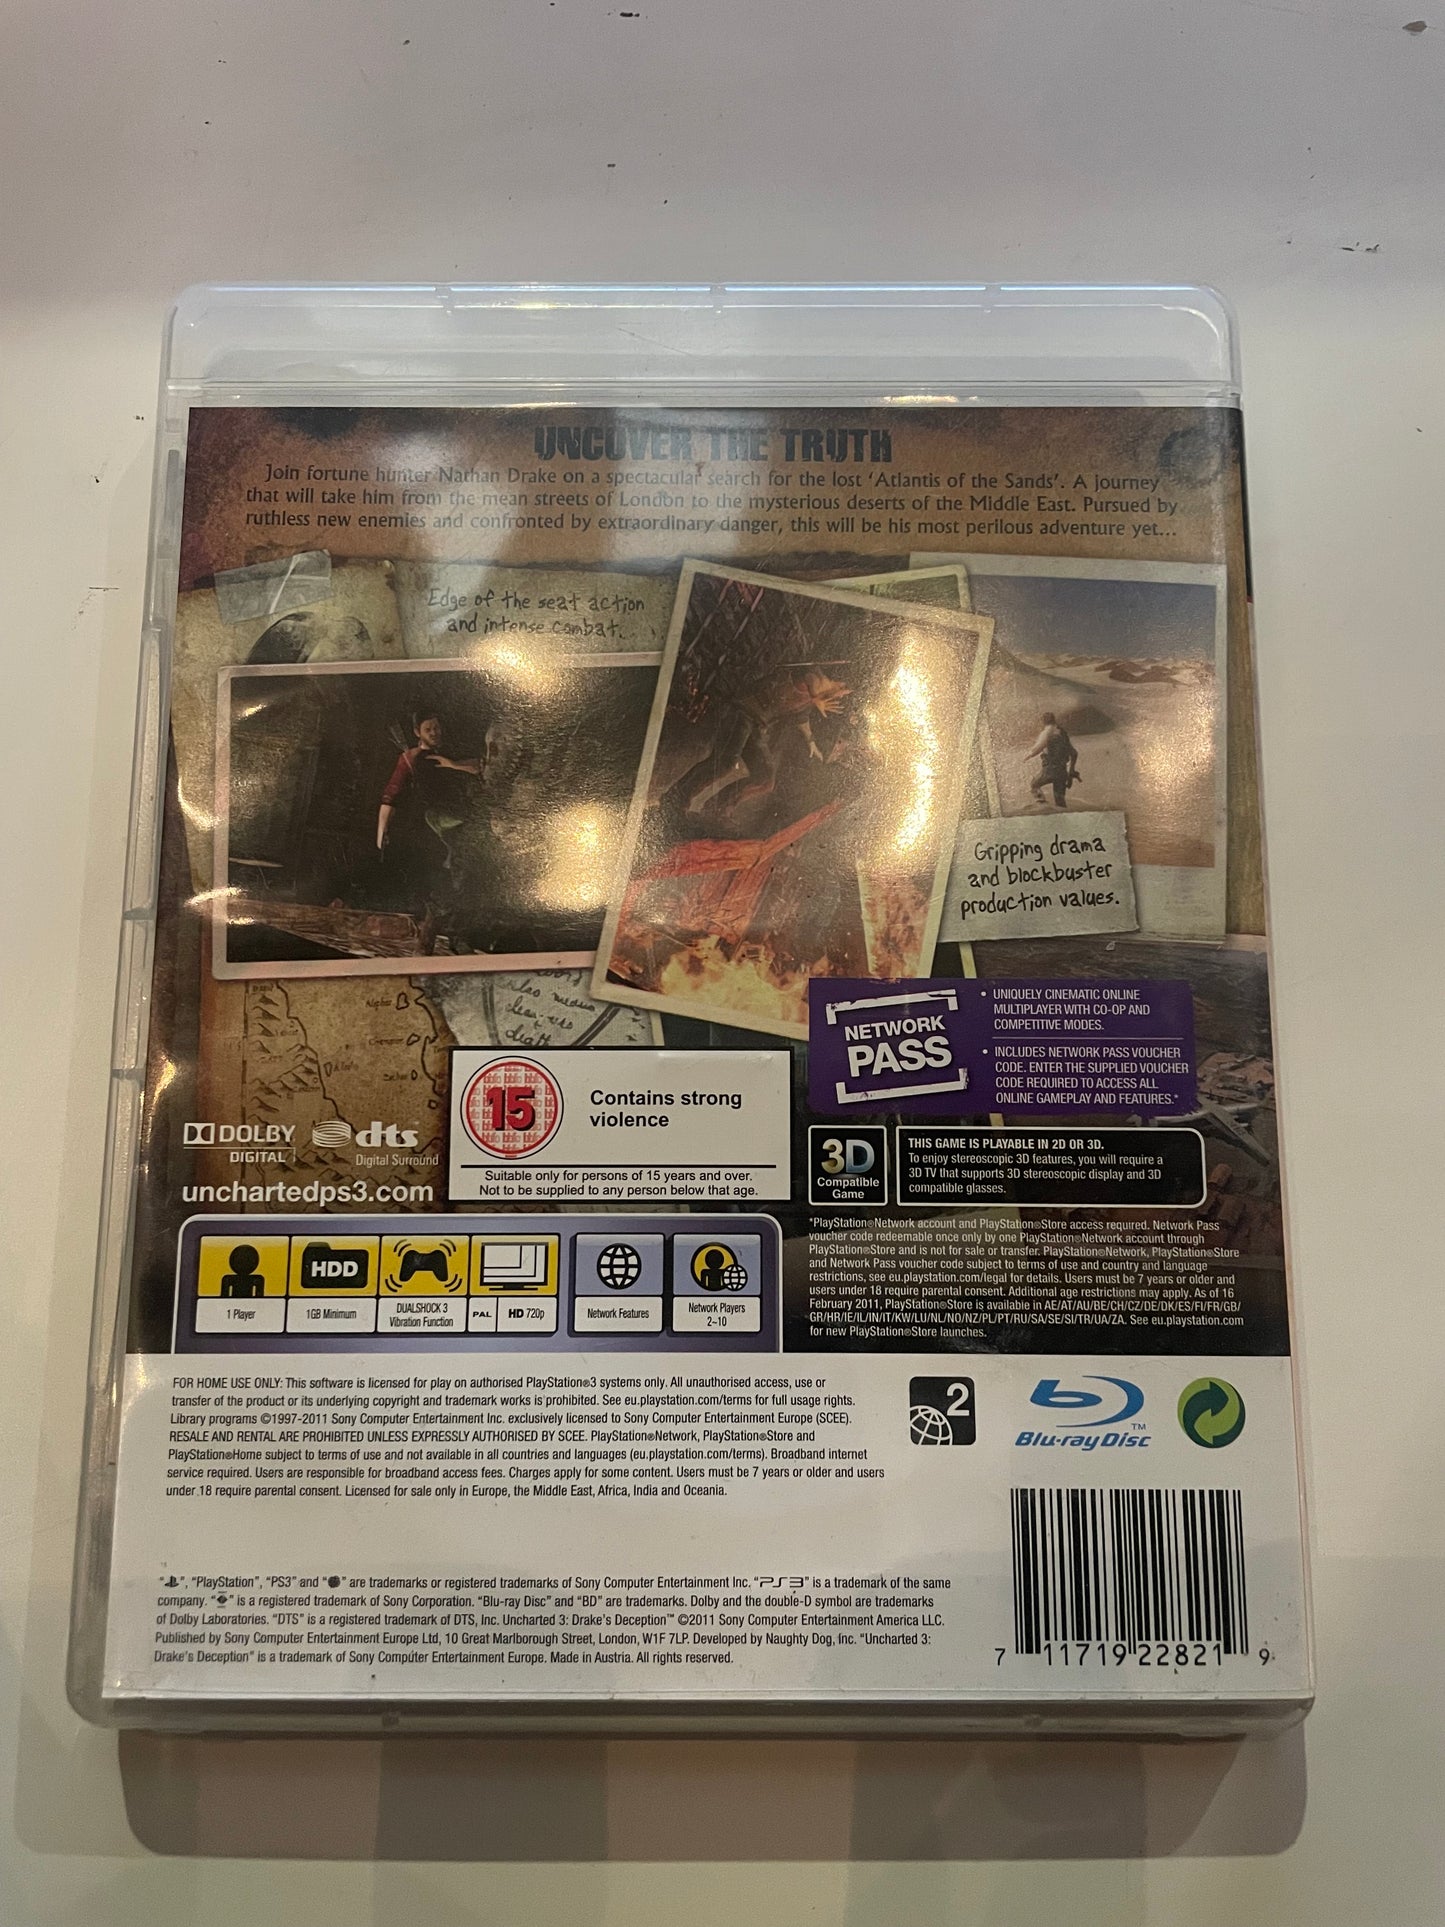 UNCOVER THE TRUTH
Join fortune hunter Nathan Drake on a spectacular search for the lost 'Atlantis of the Sands'. A journey
that will take him from the mean streets of London to the mysterious deserts of the Middle East. Pursued by
ruthless new enemies and confronted by extraordinary danger, this will be his most perilous adventure yet...
Edge of the seat action
and intense combat.
Gripping drama
and blockbuster
production values.
NETWORK
PASS
• UNIQUELY CINEMATIC ONLINE
MULTIPLAYER WITH CO-OP AND
COMPETITIVE MODES.
• INCLUDES NETWORK PASS VOUCHER
CODE. ENTER THE SUPPLIED VOUCHER
CODE REQUIRED TO ACCESS ALL
ONLINE GAMEPLAY AND FEATURES.*
DOLBY
DIGITAL
dts
Digital Surround
unchartedps3.com
15
Contains strong
violence
Suitable only for persons of 15 years and over.
Not to be supplied to any person below that age.
3D
Compatible
Game
THIS GAME IS PLAYABLE IN 2D OR 3D.
To enjoy stereoscopic 3D features, you will require a
3D TV that supports 3D stereoscopic display and 3D
compatible glasses.
*PlayStation®Network account and PlayStation®Store access required. Network Pass
voucher code redeemable once only by one PlayStation®Network account through
PlayStation®Store and is not for sale or transfer. PlayStation®Network, PlayStation®Store
and Network Pass voucher code subject to terms of use and country and language
restrictions, see eu.playstation.com/legal for details. Users must be 7 years or older and
users under 18 require parental consent. Additional age restrictions may apply. As of 16
February 2011, PlayStation®Store is available in AE/AT/AU/BE/CH/CZ/DE/DK/ES/FI/FR/GB/
GR/HR/IE/IL/IN/IT/KW/LU/NL/NO/NZ/PL/PT/RU/SA/SE/SI/TR/UA/ZA. See eu.playstation.com
for new PlayStation®Store launches.
HDD
1 Player
1GB Minimum
DUALSHOCK 3
Vibration Function
PAL
HD 720p
Network Features
Network Players
2~10
FOR HOME USE ONLY: This software is licensed for play on authorised PlayStation®3 systems only. All unauthorised access, use or
transfer of the product or its underlying copyright and trademark works is prohibited. See eu.playstation.com/terms for full usage rights.
Library programs ©1997-2011 Sony Computer Entertainment Inc. exclusively licensed to Sony Computer Entertainment Europe (SCEE).
RESALE AND RENTAL ARE PROHIBITED UNLESS EXPRESSLY AUTHORISED BY SCEE. PlayStation®Network, PlayStation®Store and
PlayStation®Home subject to terms of use and not available in all countries and languages (eu.playstation.com/terms). Broadband internet
service required. Users are responsible for broadband access fees. Charges apply for some content. Users must be 7 years or older and users
under 18 require parental consent. Licensed for sale only in Europe, the Middle East, Africa, India and Oceania.
2
Blu-ray Disc
TM
"", "PlayStation", "PS3" and "" are trademarks or registered trademarks of Sony Computer Entertainment Inc. "PS3" is a trademark of the same
company. "" is a registered trademark of Sony Corporation. "Blu-ray Disc" and "BD" are trademarks. Dolby and the double-D symbol are trademarks
of Dolby Laboratories. "DTS" is a registered trademark of DTS, Inc. Uncharted 3: Drake's Deception™ ©2011 Sony Computer Entertainment America LLC.
Published by Sony Computer Entertainment Europe Ltd, 10 Great Marlborough Street, London, W1F 7LP. Developed by Naughty Dog, Inc. "Uncharted 3:
Drake's Deception" is a trademark of Sony Computer Entertainment Europe. Made in Austria. All rights reserved.
7 11719 22821 9